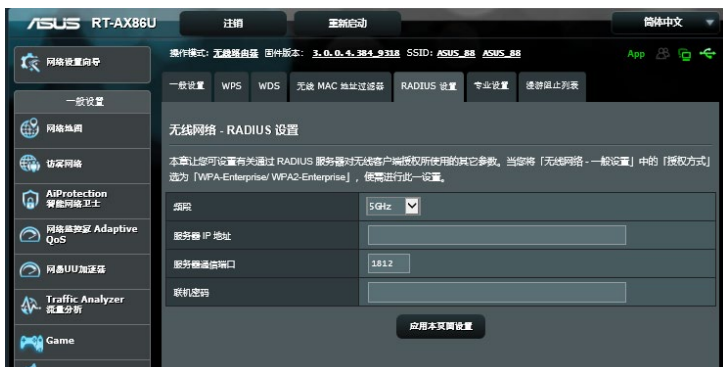 ASUS RT-AX86U 注销 重新启动 简体中文
操作模式: 无线路由器 固件版本: 3.0.0.4.384_9318 SSID: ASUS_88 ASUS_88 App
网络设置向导
一般设置 WPS WDS 无线 MAC 地址过滤器 RADIUS 设置 专业设置 漫游阻止列表
一般设置
网络地图
访客网络
AiProtection
智能网络卫士
网络监控家 Adaptive
QoS
网易UU加速器
Traffic Analyzer
流量分析
Game
无线网络 - RADIUS 设置
本章让您可设置有关通过 RADIUS 服务器对无线客户端授权所使用的其它参数。当您将「无线网络 - 一般设置」中的「授权方式」
选为「WPA-Enterprise/ WPA2-Enterprise」，便需进行此一设置。
频段 5GHz
服务器 IP 地址
服务器通信端口 1812
联机密码
应用本页面设置